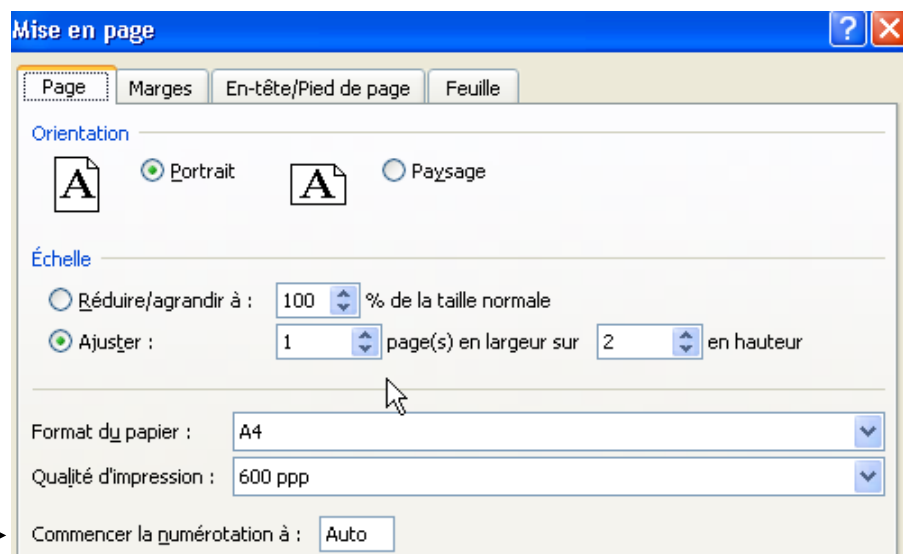 Mise en page
Page Marges En-tête/Pied de page Feuille
Orientation
A Portrait A Paysage
Échelle
Réduire/agrandir à : 100 % de la taille normale
Ajuster : 1 page(s) en largeur sur 2 en hauteur
Format du papier : A4
Qualité d'impression : 600 ppp
Commencer la numérotation à : Auto